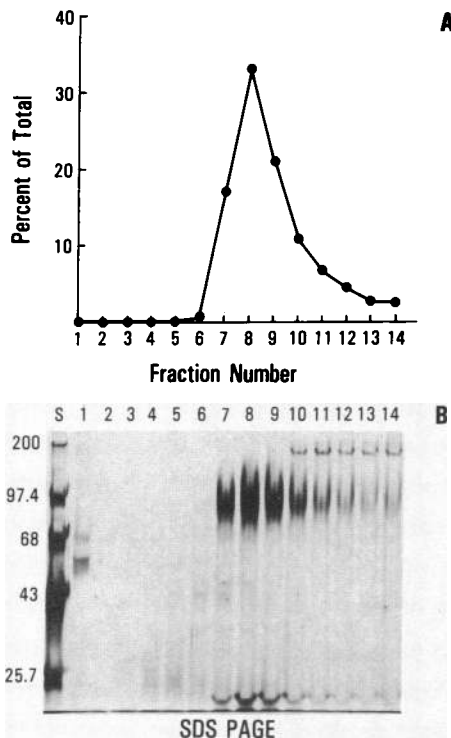 A
40
30
20
10
Percent of Total
1 2 3 4 5 6 7 8 9 10 11 12 13 14
Fraction Number
B
S 1 2 3 4 5 6 7 8 9 10 11 12 13 14
200
97.4
68
43
25.7
SDS PAGE